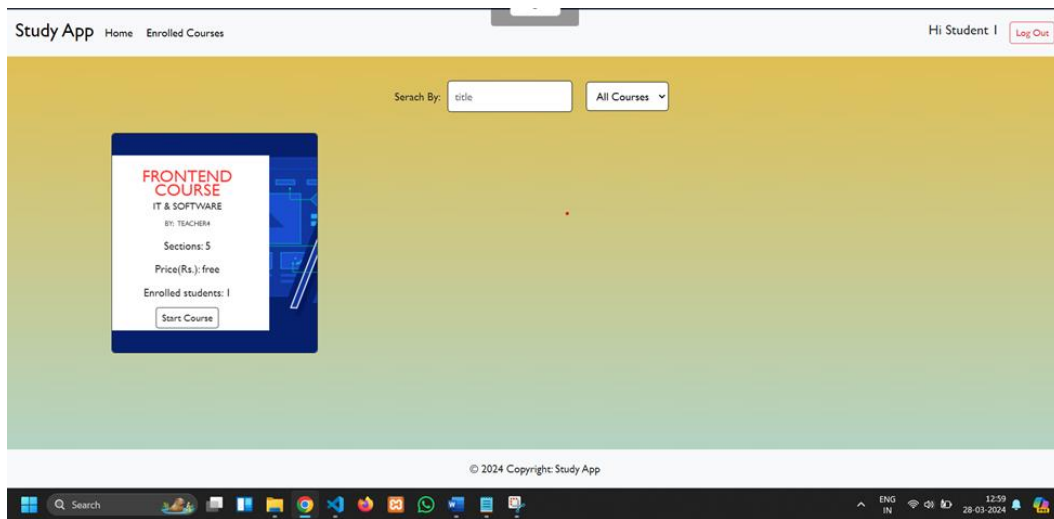 Study App Home Enrolled Courses Hi Student 1 Log Out
Serach By: title All Courses
FRONTEND
COURSE
IT & SOFTWARE
BY: TEACHER4
Sections: 5
Price(Rs.): free
Enrolled students: 1
Start Course
© 2024 Copyright: Study App
Search ENG 12:59
IN 28-03-2024